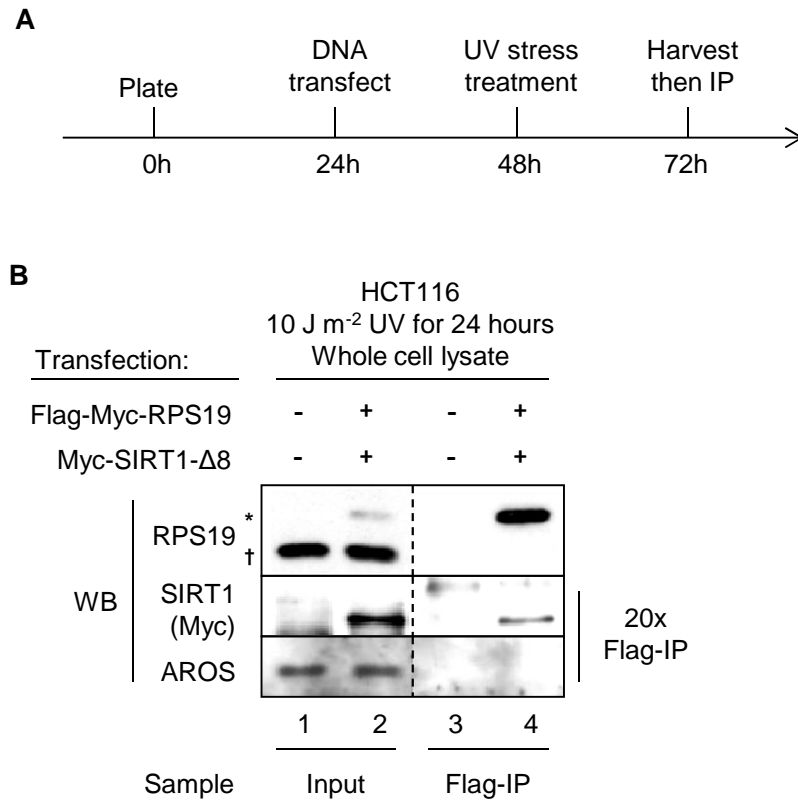 A
Plate
DNA
transfect
UV stress
treatment
Harvest
then IP
0h
24h
48h
72h
B
HCT116
10 J m-2 UV for 24 hours
Whole cell lysate
Transfection:
Flag-Myc-RPS19 - + - +
Myc-SIRT1-Δ8 - + - +
WB
RPS19
*
†
SIRT1
(Myc)
AROS
20x
Flag-IP
1 2 3 4
Sample Input Flag-IP